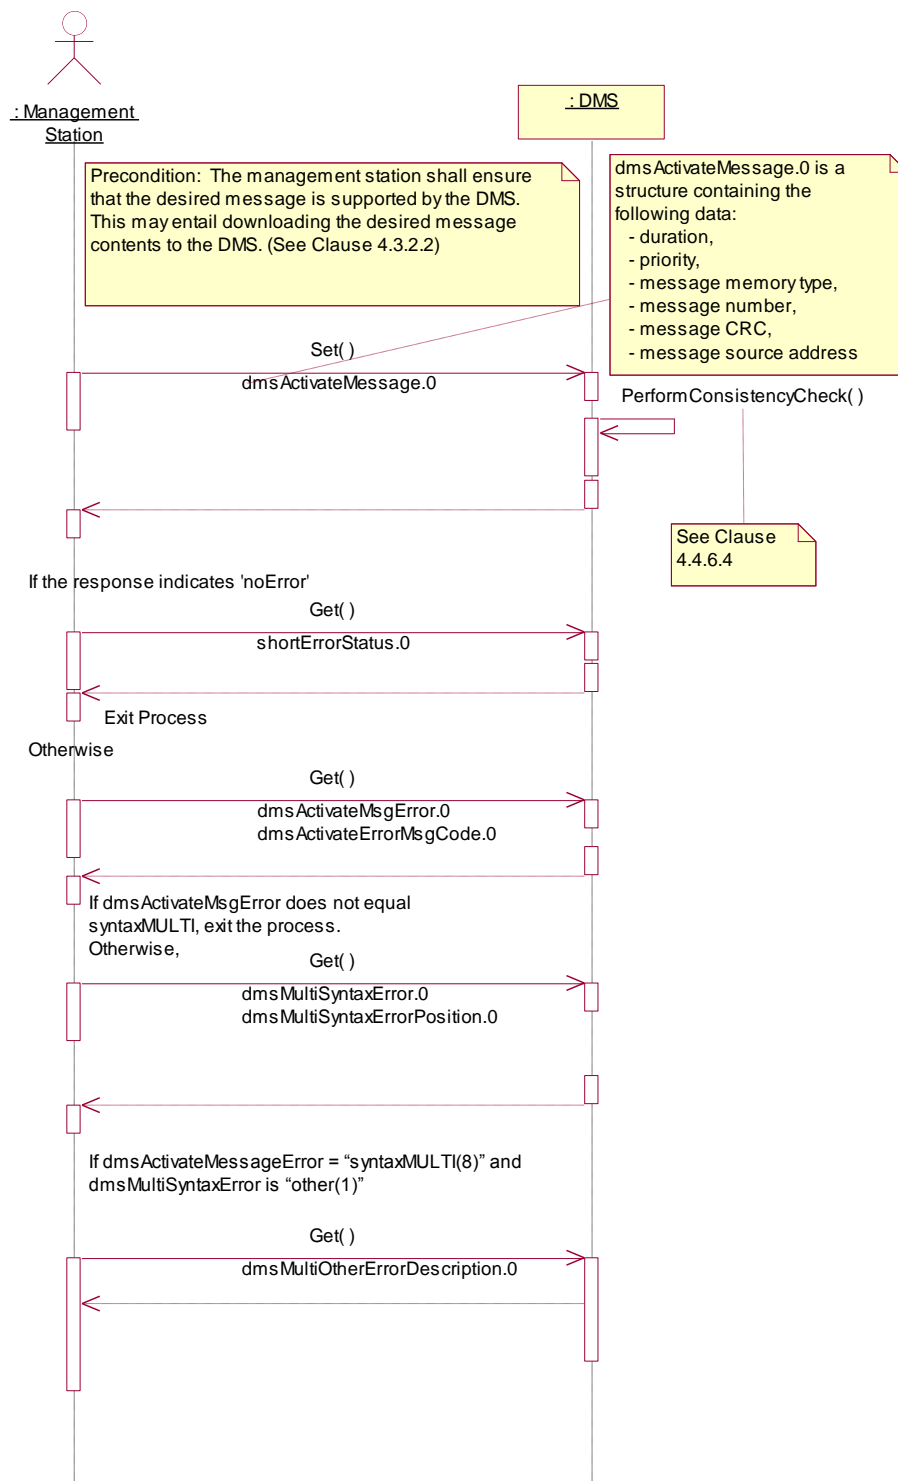 : Management
Station
: DMS
Precondition: The management station shall ensure
that the desired message is supported by the DMS.
This may entail downloading the desired message
contents to the DMS. (See Clause 4.3.2.2)
dmsActivateMessage.0 is a
structure containing the
following data:
- duration,
- priority,
- message memory type,
- message number,
- message CRC,
- message source address
Set( )
dmsActivateMessage.0
PerformConsistencyCheck( )
See Clause
4.4.6.4
If the response indicates 'noError'
Get( )
shortErrorStatus.0
Exit Process
Otherwise
Get( )
dmsActivateMsgError.0
dmsActivateErrorMsgCode.0
If dmsActivateMsgError does not equal
syntaxMULTI, exit the process.
Otherwise,
Get( )
dmsMultiSyntaxError.0
dmsMultiSyntaxErrorPosition.0
If dmsActivateMessageError = “syntaxMULTI(8)” and
dmsMultiSyntaxError is “other(1)”
Get( )
dmsMultiOtherErrorDescription.0